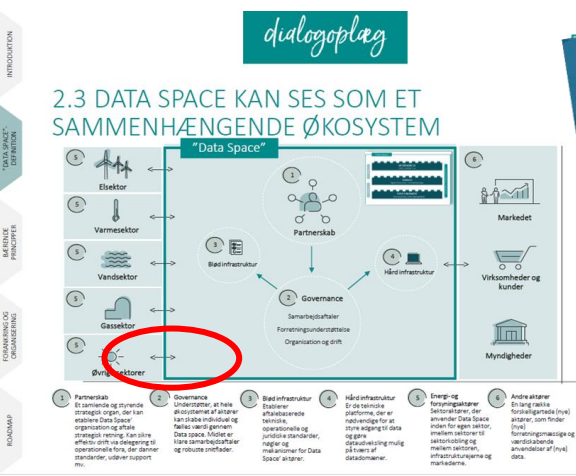 dialogoplæg
INTRODUKTION
"DATA SPACE"-
DEFINITION
BÆRENDE
PRINCIPPER
FORANKRING OG
ORGANISERING
ROADMAP
2.3 DATA SPACE KAN SES SOM ET
SAMMENHÆNGENDE ØKOSYSTEM
"Data Space"
5
Elsektor
5
Varmesektor
5
Vandsektor
5
Gassektor
5
Øvrige sektorer
1
Partnerskab
3
Blød infrastruktur
4
Hård infrastruktur
2 Governance
Samarbejdsaftaler
Forretningsunderstøttelse
Organisation og drift
6
Markedet
Virksomheder og
kunder
Myndigheder
1 Partnerskab
Et samlende og styrende
strategisk organ, der kan
etablere Data Space'
organisation og aftale
strategisk retning. Kan sikre
effektiv drift via delegering til
operationelle fora, der danner
standarder, udøver support
mv.
2 Governance
Understøtter, at hele
økosystemet af aktører
kan skabe individuel og
fælles værdi gennem
Data space. Midlet er
klare samarbejdsaftaler
og robuste snitflader.
3 Blød infrastruktur
Etablerer
aftalebaserede
tekniske,
operationelle og
juridiske standarder,
nøgler og
mekanismer for Data
Space' aktører.
4 Hård infrastruktur
Er de tekniske
platforme, der er
nødvendige for at
styre adgang til data
og gøre
dataudveksling mulig
på tværs af
datadomæner.
5 Energi- og
forsyningsaktører
Sektoraktører, der
anvender Data Space
inden for egen sektor,
imellem sektorer til
sektorkobling og
mellem sektoren,
infrastrukturejerne og
markederne.
6 Andre aktører
En lang række
forskelligartede (nye)
aktører, som finder
(nye)
forretningsmæssige og
værdiskabende
anvendelser af (nye)
data.